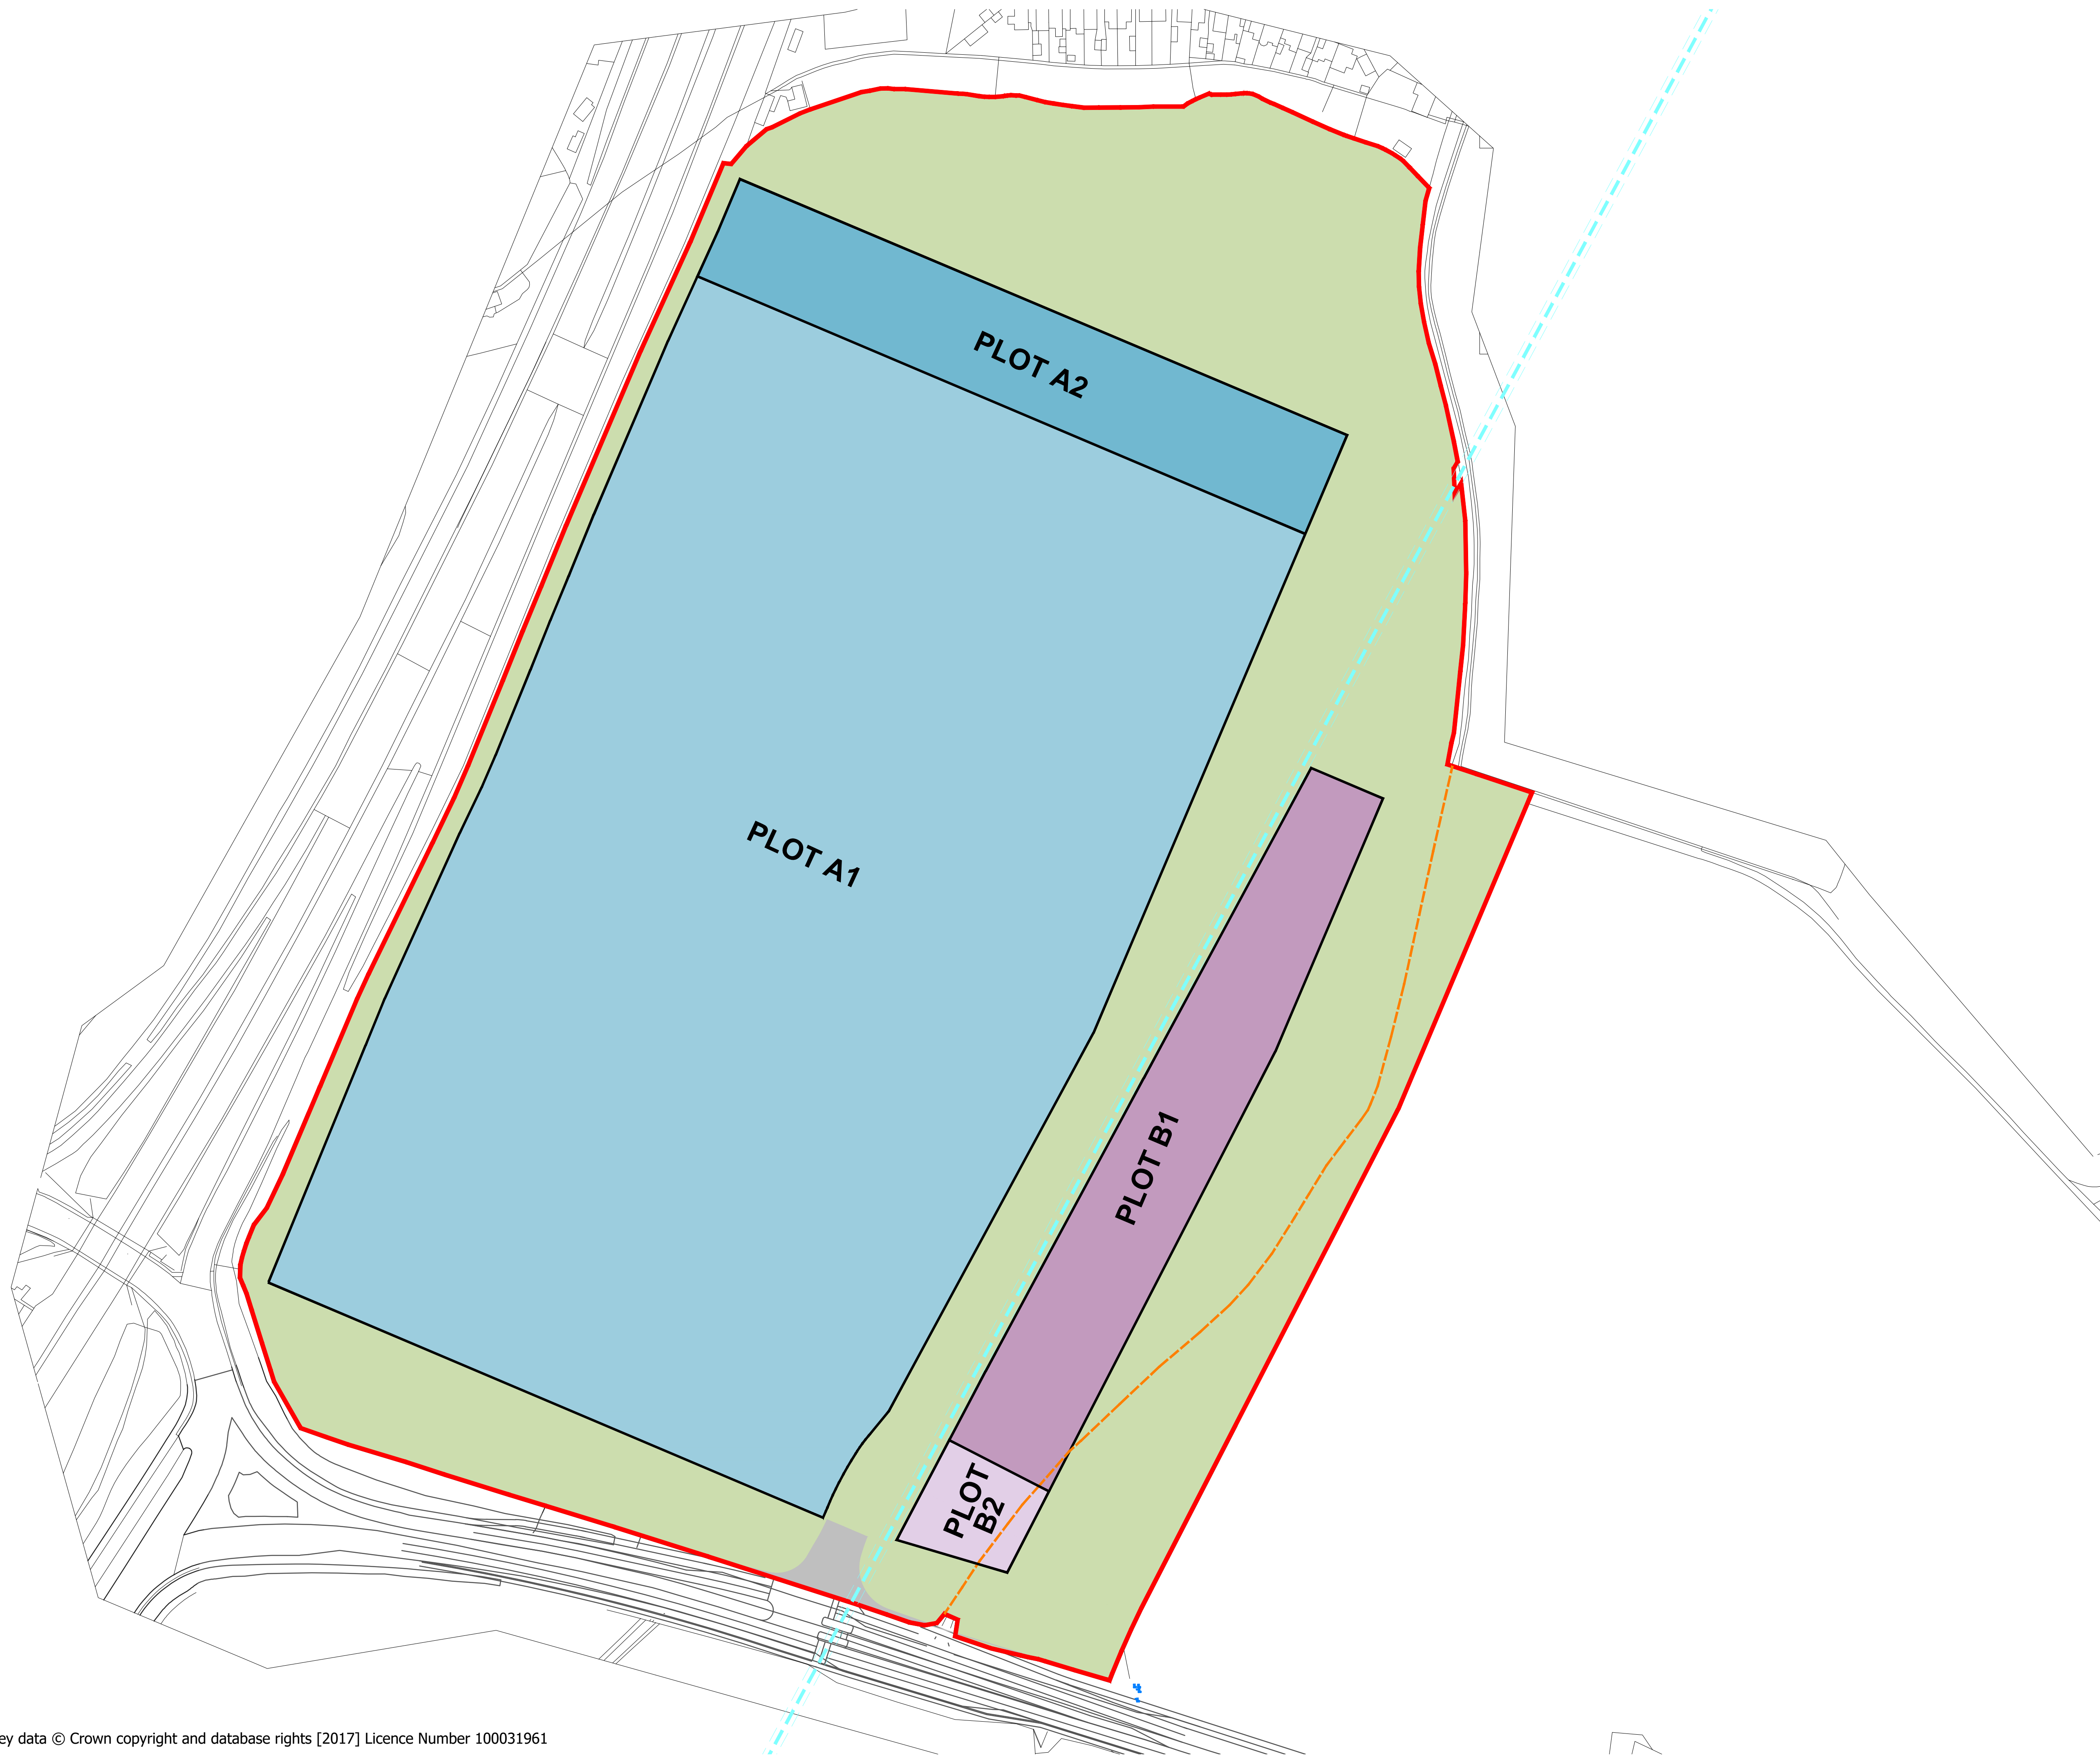 PLOT A2
PLOT A1
PLOT B1
PLOT
B2
ey data © Crown copyright and database rights [2017] Licence Number 100031961